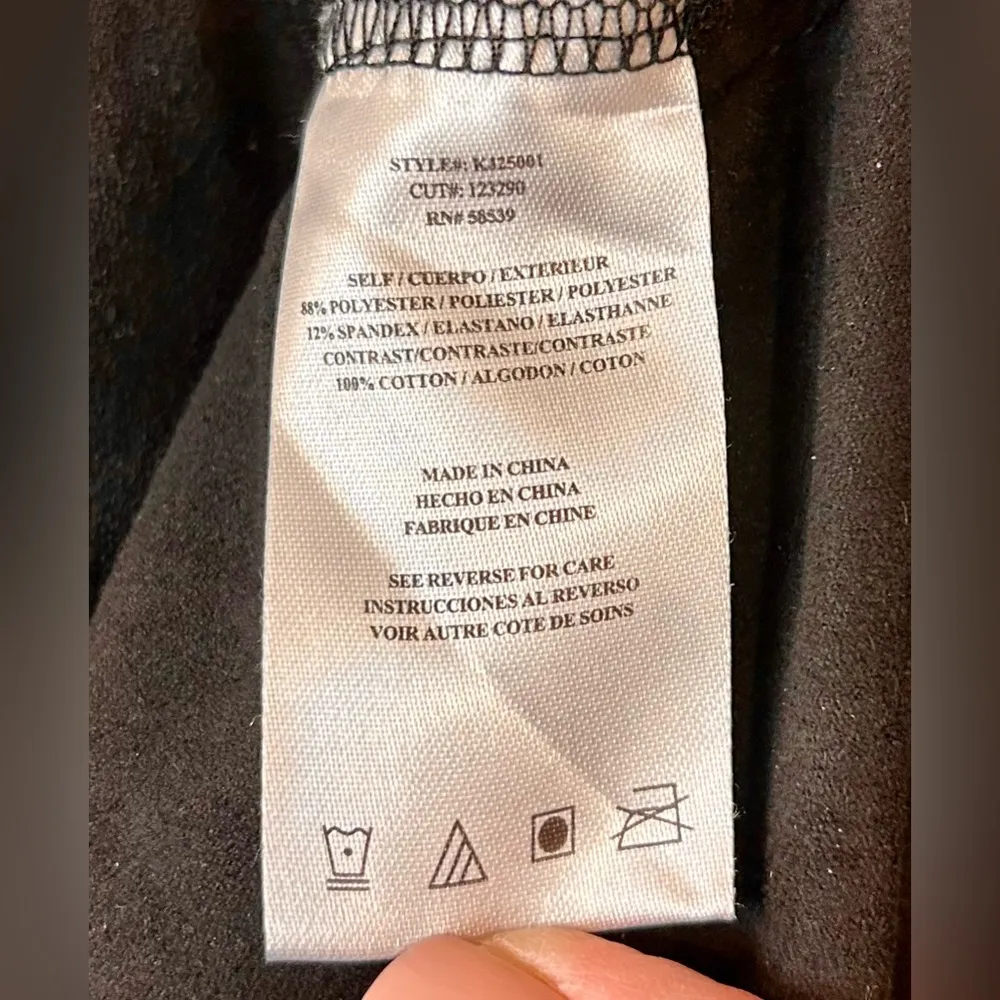 STYLE#: KJ25001
CUT#: 123290
RN# 58539
SELF / CUERPO / EXTERIEUR
88% POLYESTER / POLIESTER / POLYESTER
12% SPANDEX / ELASTANO / ELASTHANNE
CONTRAST/CONTRASTE/CONTRASTE
100% COTTON / ALGODON / COTON
MADE IN CHINA
HECHO EN CHINA
FABRIQUE EN CHINE
SEE REVERSE FOR CARE
INSTRUCCIONES AL REVERSO
VOIR AUTRE COTE DE SOINS